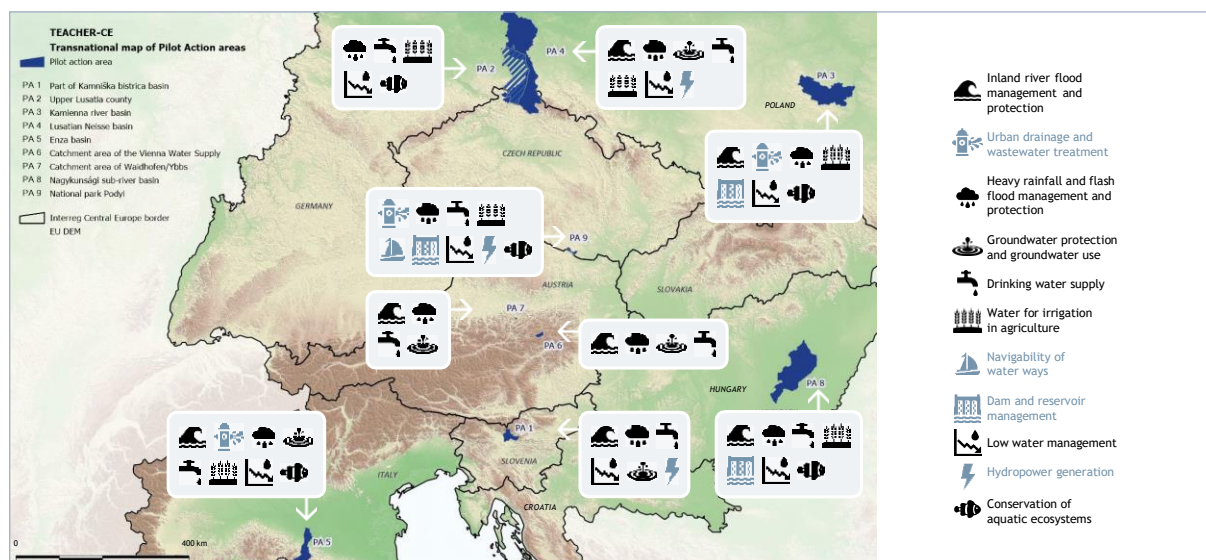 TEACHER-CE
Transnational map of Pilot Action areas
Pilot action area
PA 1 Part of Kamniška bistrica basin
PA 2 Upper Lusatia county
PA 3 Kamienna river basin
PA 4 Lusatian Neisse basin
PA 5 Enza basin
PA 6 Catchment area of the Vienna Water Supply
PA 7 Catchment area of Waidhofen/Ybbs
PA 8 Nagykunsági sub-river basin
PA 9 National park Podyl
Interreg Central Europe border
EU DEM
PA 2
PA 4
PA 3
POLAND
CZECH REPUBLIC
GERMANY
PA 9
AUSTRIA
SLOVAKIA
PA 7
PA 6
HUNGARY
PA 8
PA 1
SLOVENIA
ITALY
CROATIA
PA 5
0
400 km
Inland river flood
management and
protection
Urban drainage and
wastewater treatment
Heavy rainfall and flash
flood management and
protection
Groundwater protection
and groundwater use
Drinking water supply
Water for irrigation
in agriculture
Navigability of
water ways
Dam and reservoir
management
Low water management
Hydropower generation
Conservation of
aquatic ecosystems